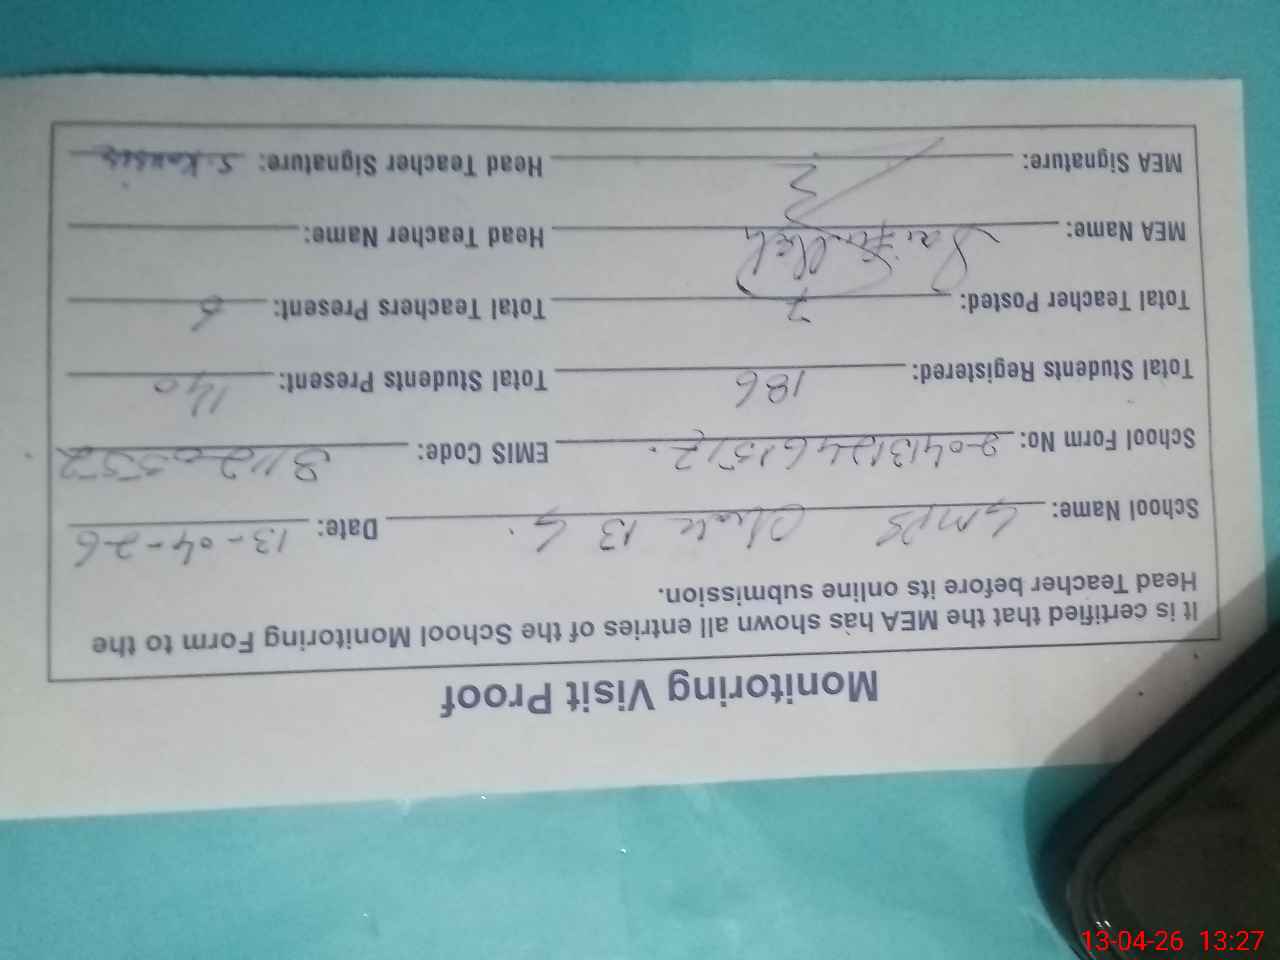 Monitoring Visit Proof
It is certified that the MEA has shown all entries of the School Monitoring Form to the
Head Teacher before its online submission.
School Name: GMPS Chak 13 G. Date: 13-04-26
School Form No: EMIS Code:
Total Students Registered: 186 Total Students Present: 140
Total Teacher Posted: 7 Total Teachers Present: 6
MEA Name: Saifullah Head Teacher Name:
MEA Signature: Head Teacher Signature: S. Kousar
13-04-26 13:27